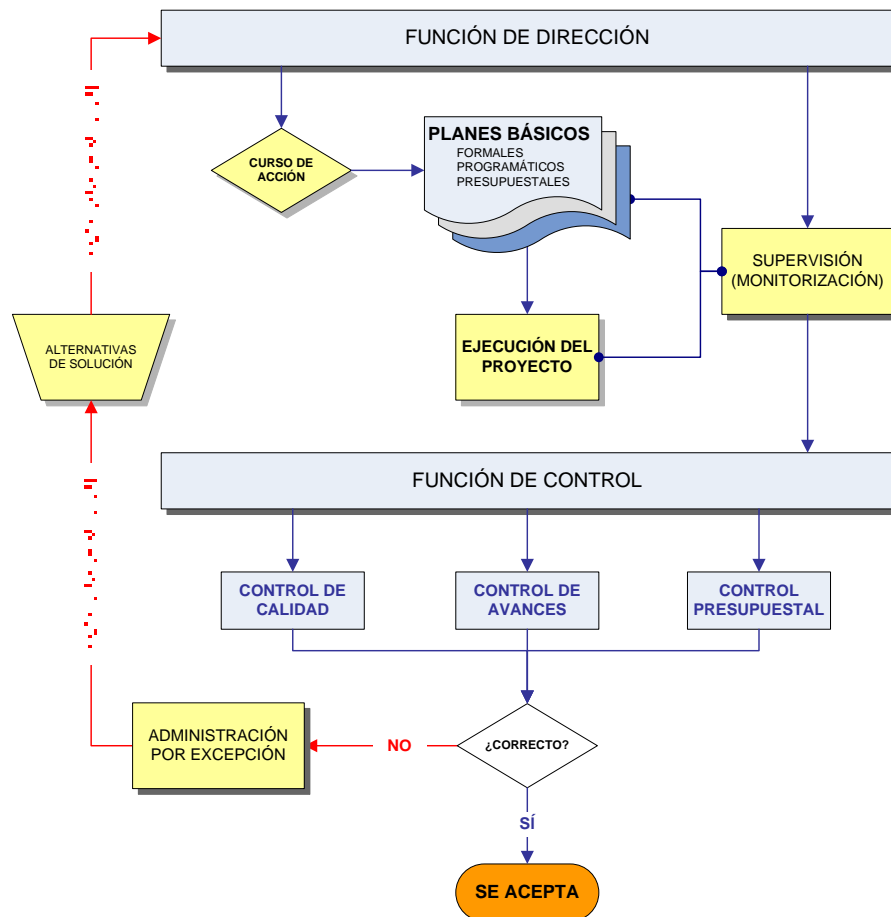 FUNCIÓN DE DIRECCIÓN
CURSO DE
ACCIÓN
PLANES BÁSICOS
FORMALES
PROGRAMÁTICOS
PRESUPUESTALES
SUPERVISIÓN
(MONITORIZACIÓN)
EJECUCIÓN DEL
PROYECTO
ALTERNATIVAS
DE SOLUCIÓN
FUNCIÓN DE CONTROL
CONTROL DE
CALIDAD
CONTROL DE
AVANCES
CONTROL
PRESUPUESTAL
¿CORRECTO?
NO
ADMINISTRACIÓN
POR EXCEPCIÓN
SÍ
SE ACEPTA